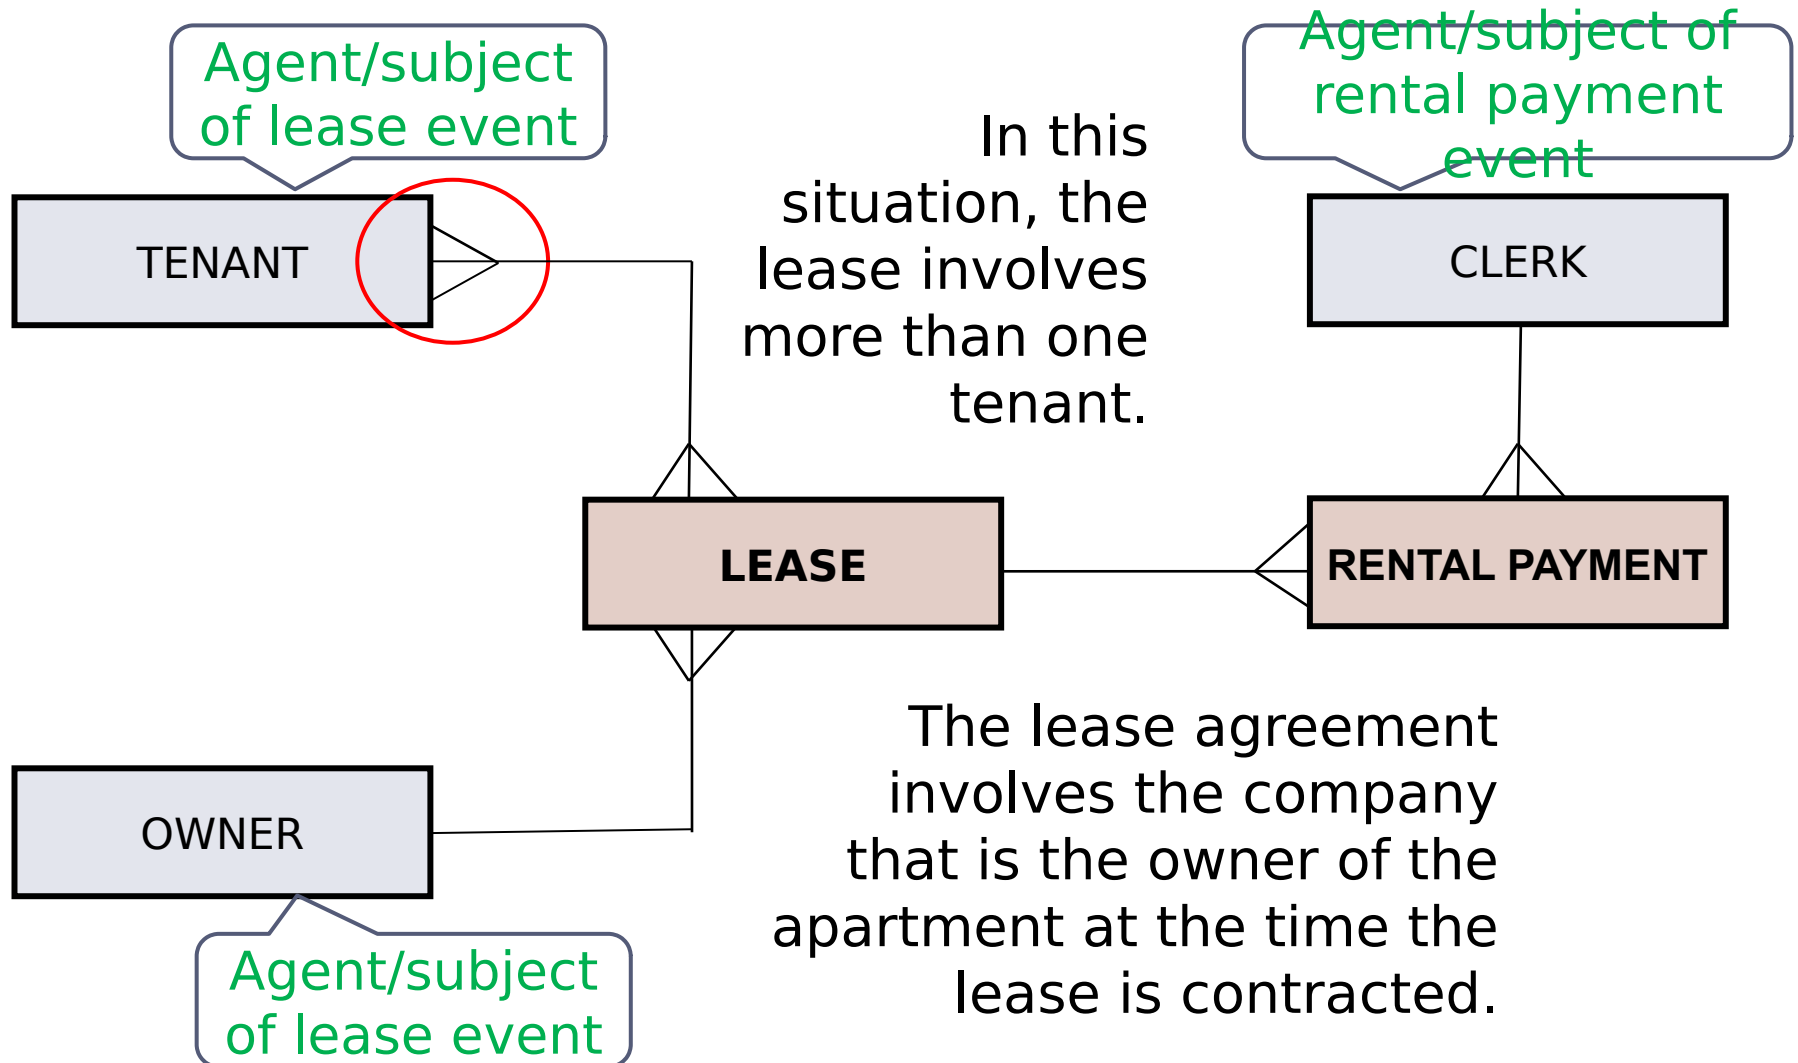 Agent/subject
of lease event
Agent/subject of
rental payment
event
In this
situation, the
lease involves
more than one
tenant.
TENANT
CLERK
LEASE
RENTAL PAYMENT
OWNER
The lease agreement
involves the company
that is the owner of the
apartment at the time the
lease is contracted.
Agent/subject
of lease event